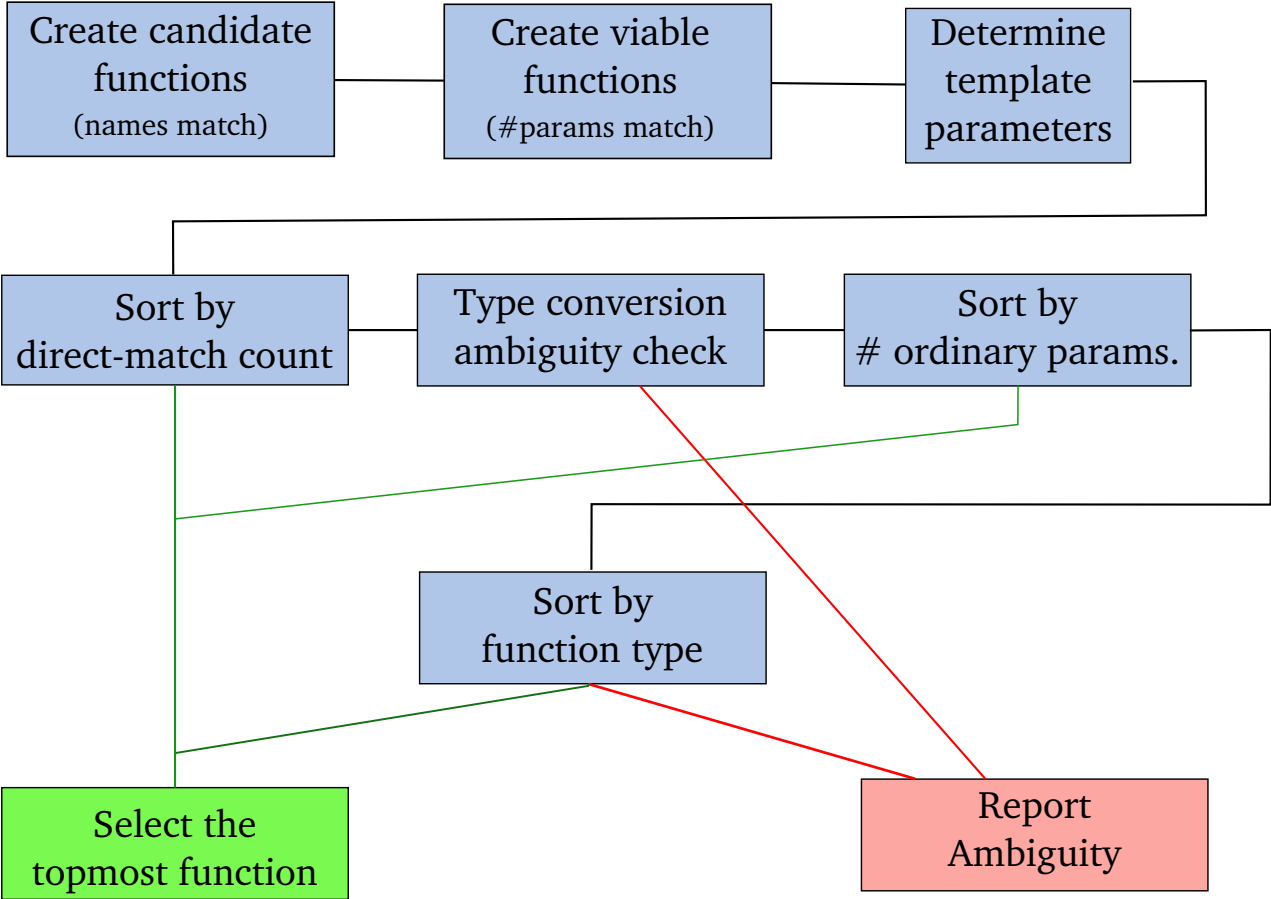 Create candidate
functions
(names match)
Create viable
functions
(#params match)
Determine
template
parameters
Sort by
direct-match count
Type conversion
ambiguity check
Sort by
# ordinary params.
Sort by
function type
Select the
topmost function
Report
Ambiguity